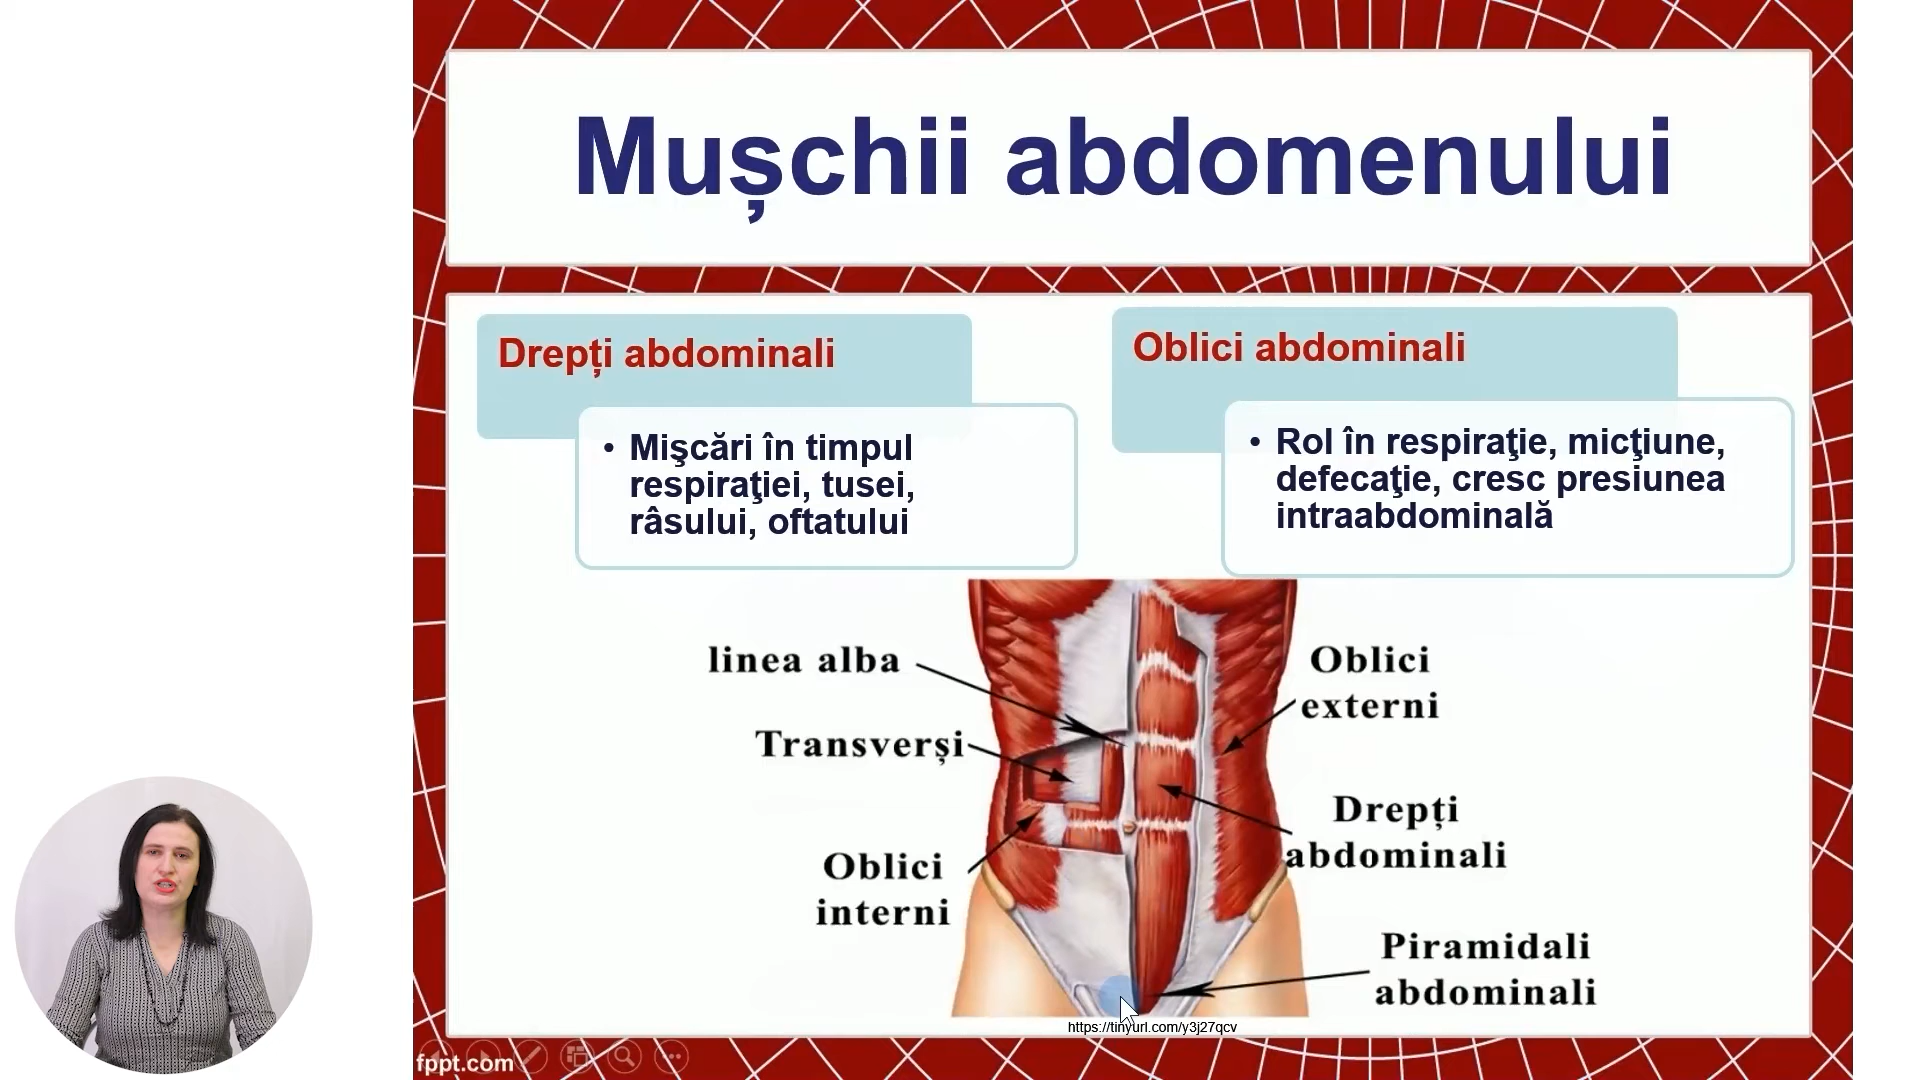 Mușchii abdomenului
Drepți abdominali
• Mişcări în timpul
respiraţiei, tusei,
râsului, oftatului
Oblici abdominali
• Rol în respiraţie, micţiune,
defecaţie, cresc presiunea
intraabdominală
linea alba
Transverși
Oblici
interni
Oblici
externi
Drepți
abdominali
Piramidali
abdominali
https://tinyurl.com/y3j27qcv
fppt.com